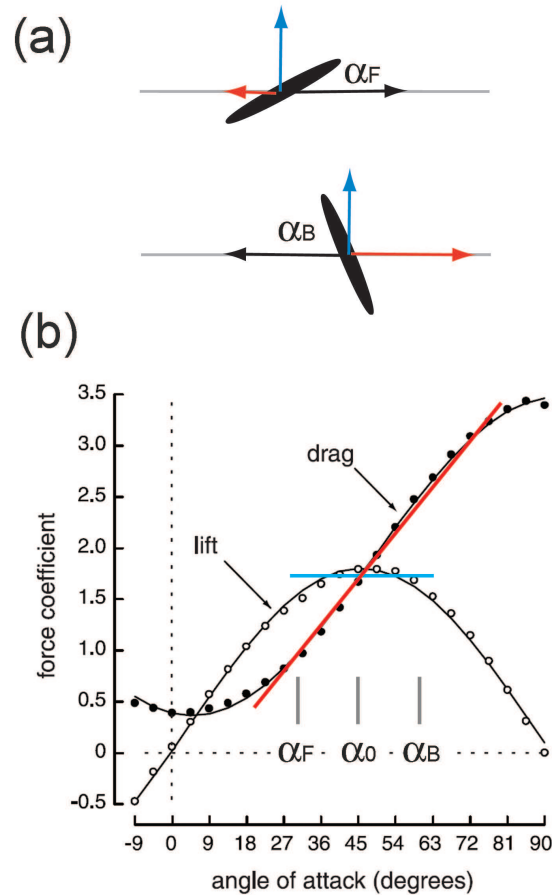 (a)
αF
αB
(b)
3.5
3.0
drag
2.5
lift
2.0
1.5
1.0
0.5
0
αF α0 αB
-0.5
-9 0 9 18 27 36 45 54 63 72 81 90
angle of attack (degrees)
force coefficient